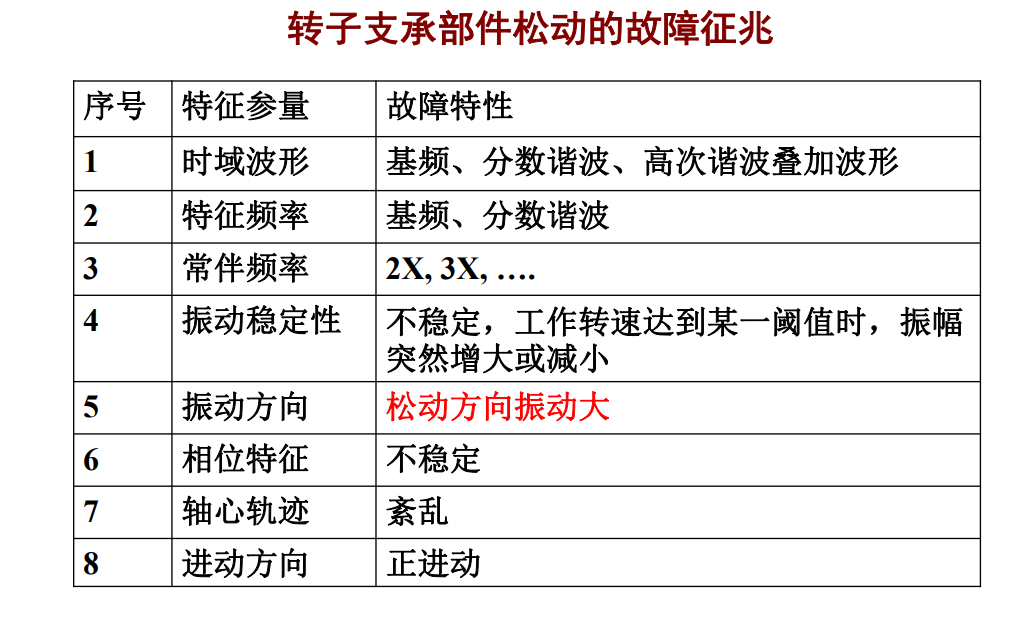 转子支承部件松动的故障征兆
序号 特征参量 故障特性
1 时域波形 基频、分数谐波、高次谐波叠加波形
2 特征频率 基频、分数谐波
3 常伴频率 2X, 3X, ….
4 振动稳定性 不稳定，工作转速达到某一阈值时，振幅
突然增大或减小
5 振动方向 松动方向振动大
6 相位特征 不稳定
7 轴心轨迹 紊乱
8 进动方向 正进动